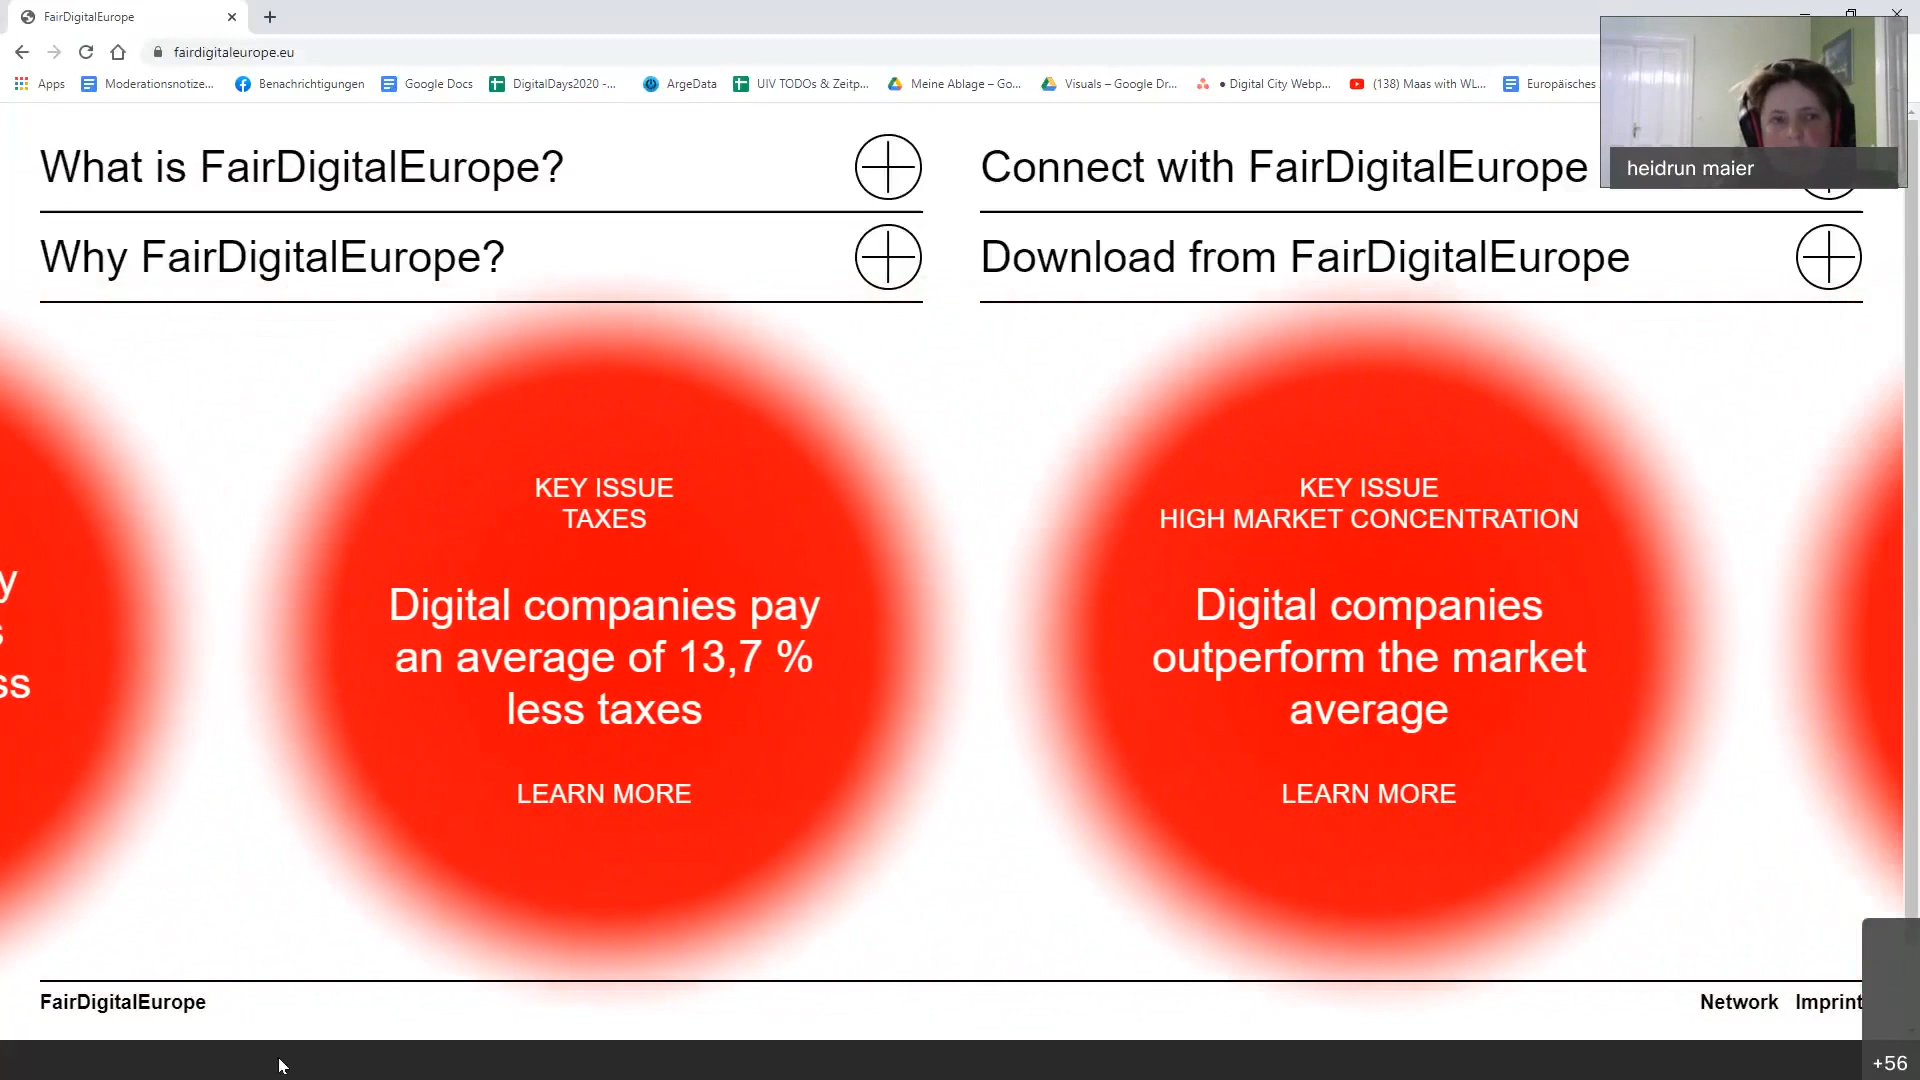 FairDigitalEurope
fairdigitaleurope.eu
Apps
Moderationsnotize...
Benachrichtigungen
Google Docs
DigitalDays2020 -...
ArgeData
UIV TODOs & Zeitp...
Meine Ablage – Go...
Visuals – Google Dr...
• Digital City Webp...
(138) Maas with WL...
Europäisches
heidrun maier
What is FairDigitalEurope?
Connect with FairDigitalEurope
Why FairDigitalEurope?
Download from FairDigitalEurope
KEY ISSUE
TAXES
Digital companies pay
an average of 13,7 %
less taxes
LEARN MORE
KEY ISSUE
HIGH MARKET CONCENTRATION
Digital companies
outperform the market
average
LEARN MORE
FairDigitalEurope
Network Imprint
+56